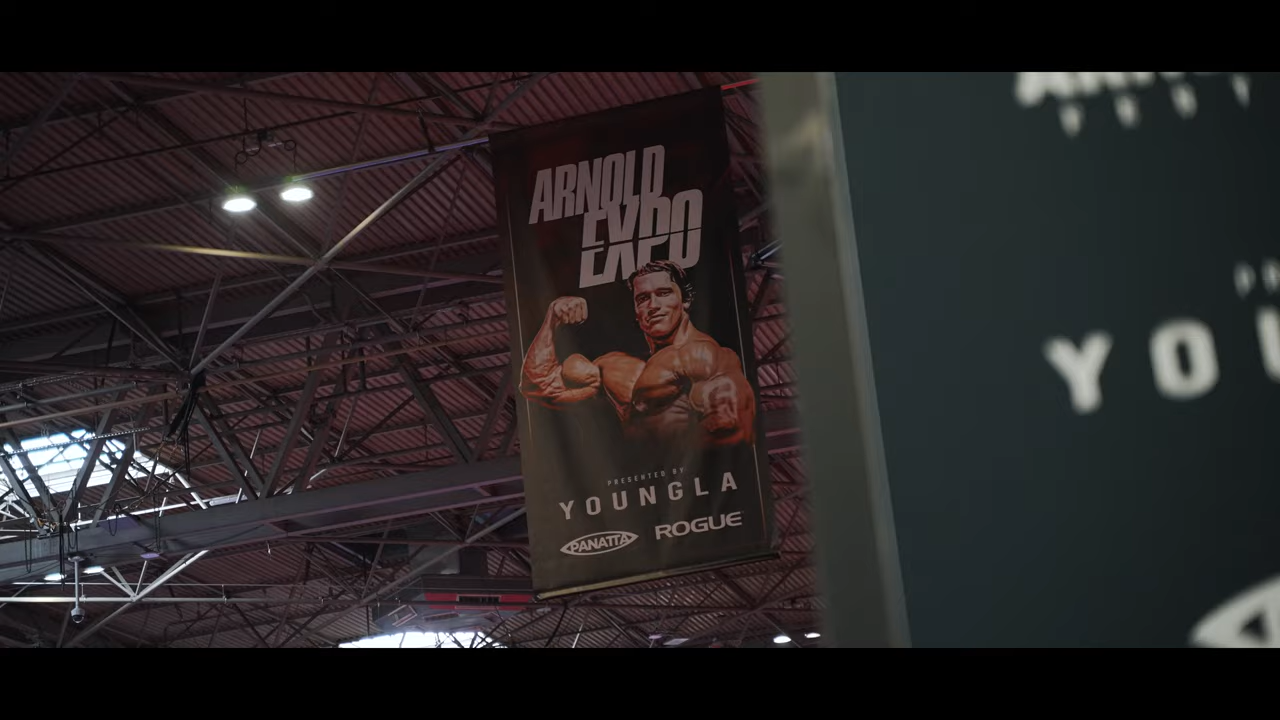 ARNOLD
EXPO
PRESENTED BY
YOUNGLA
PANATTA
ROGUE
YOU